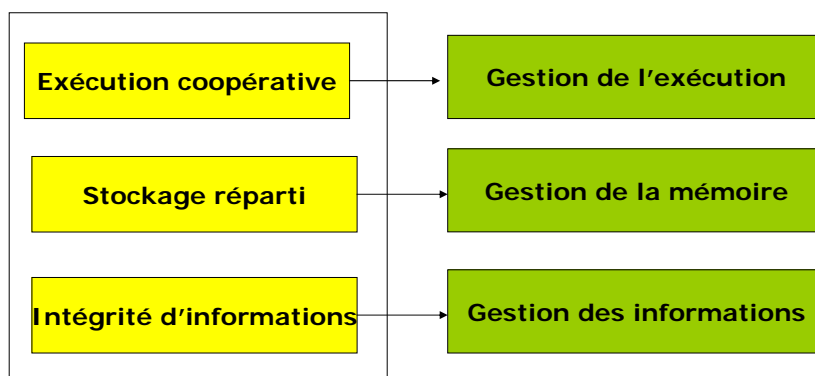 Exécution coopérative
Gestion de l'exécution
Stockage réparti
Gestion de la mémoire
Intégrité d'informations
Gestion des informations